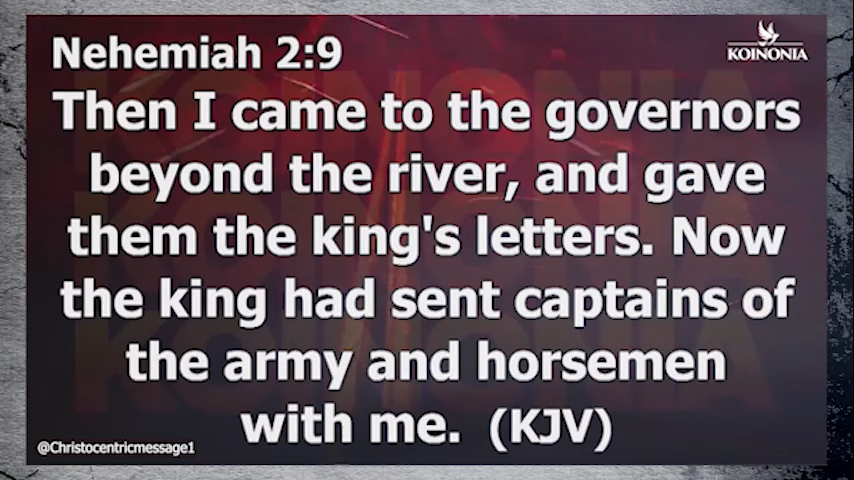 Nehemiah 2:9
KOINONIA
Then I came to the governors
beyond the river, and gave
them the king's letters. Now
the king had sent captains of
the army and horsemen
with me. (KJV)
@Christocentricmessage1